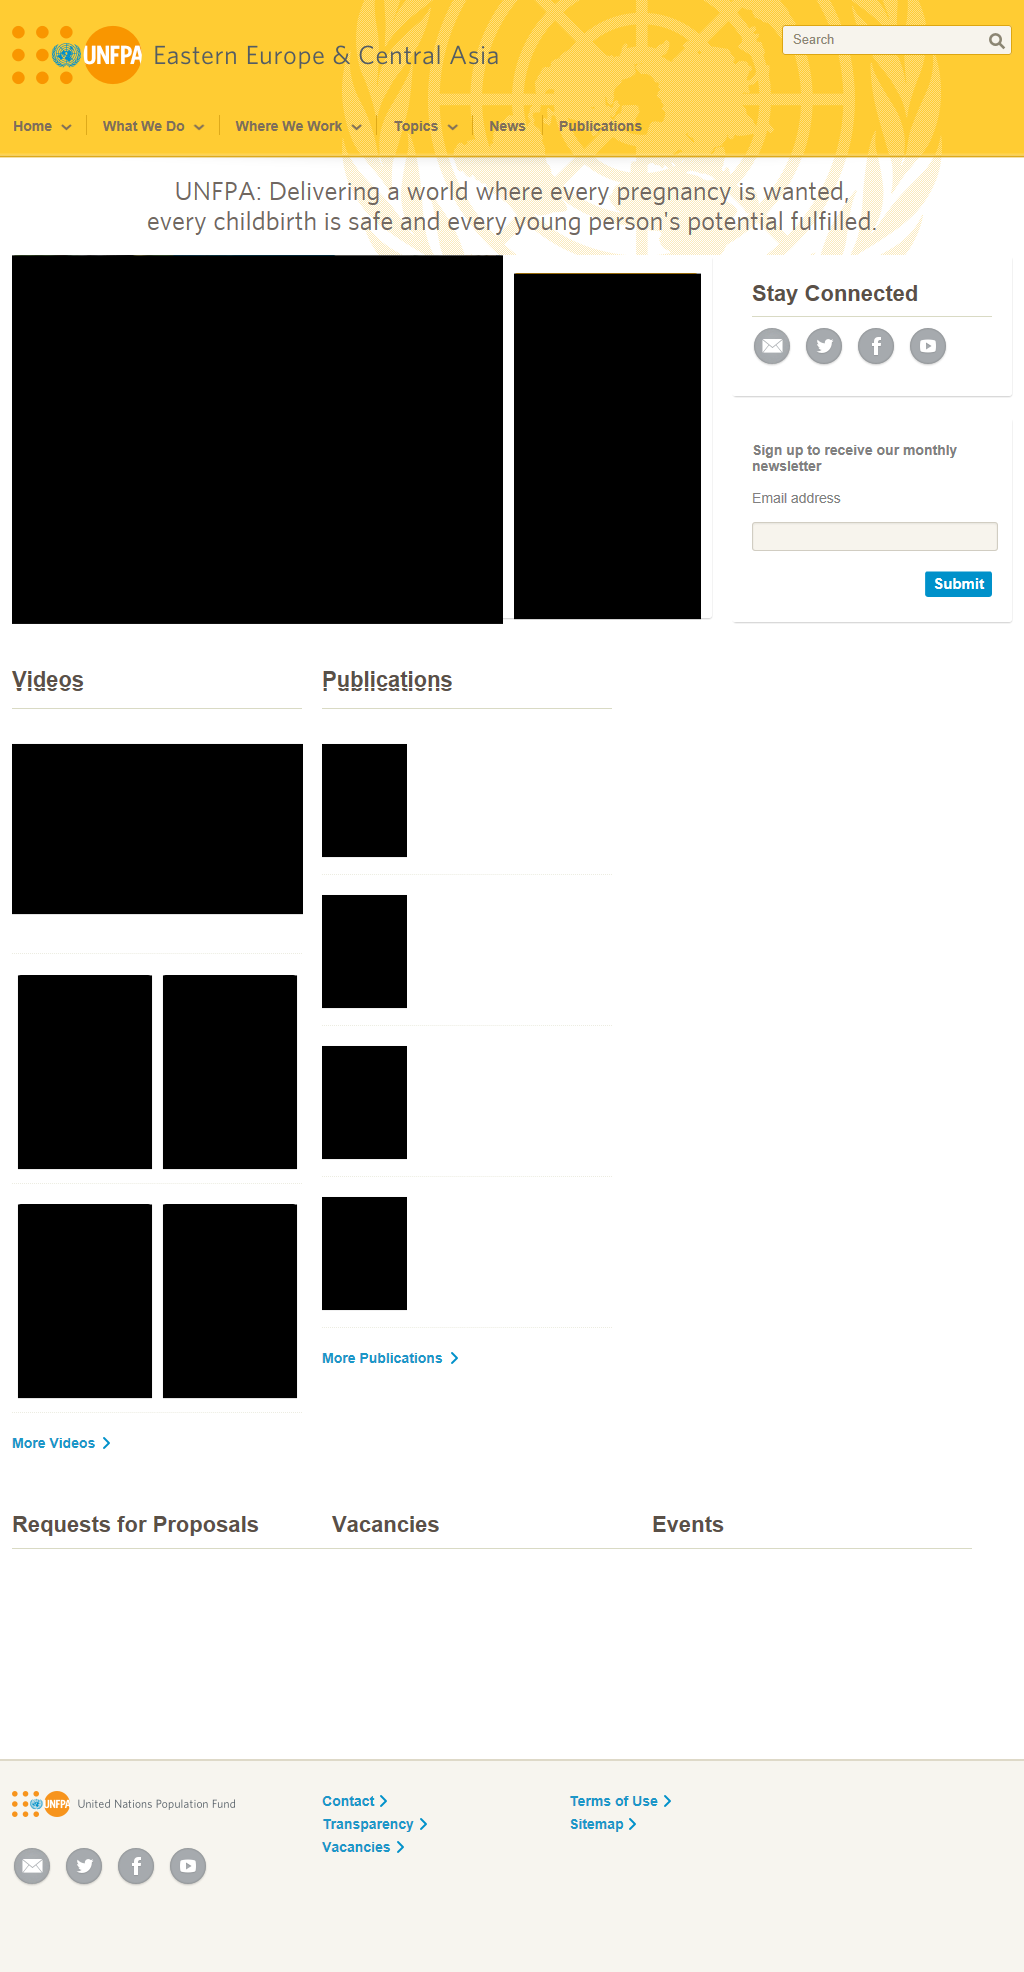 UNFPA Eastern Europe & Central Asia
Search
Home
What We Do
Where We Work
Topics
News
Publications
UNFPA: Delivering a world where every pregnancy is wanted,
every childbirth is safe and every young person's potential fulfilled.
Stay Connected
Sign up to receive our monthly
newsletter
Email address
Submit
Videos
Publications
More Publications
More Videos
Requests for Proposals
Vacancies
Events
UNFPA United Nations Population Fund
Contact
Transparency
Vacancies
Terms of Use
Sitemap